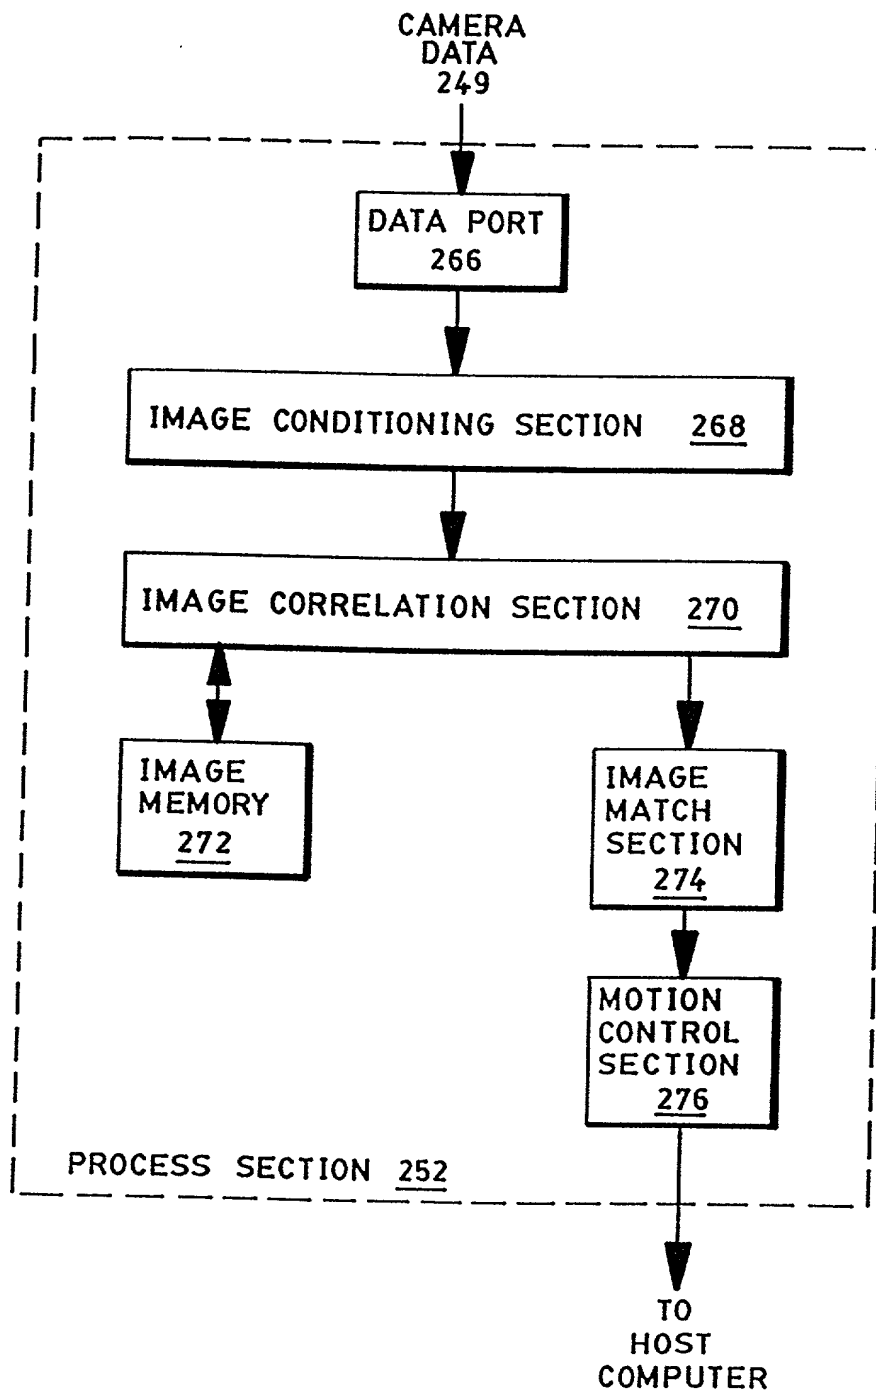 CAMERA
DATA
249
DATA PORT
266
IMAGE CONDITIONING SECTION 268
IMAGE CORRELATION SECTION 270
IMAGE
MEMORY
272
IMAGE
MATCH
SECTION
274
MOTION
CONTROL
SECTION
276
PROCESS SECTION 252
TO
HOST
COMPUTER